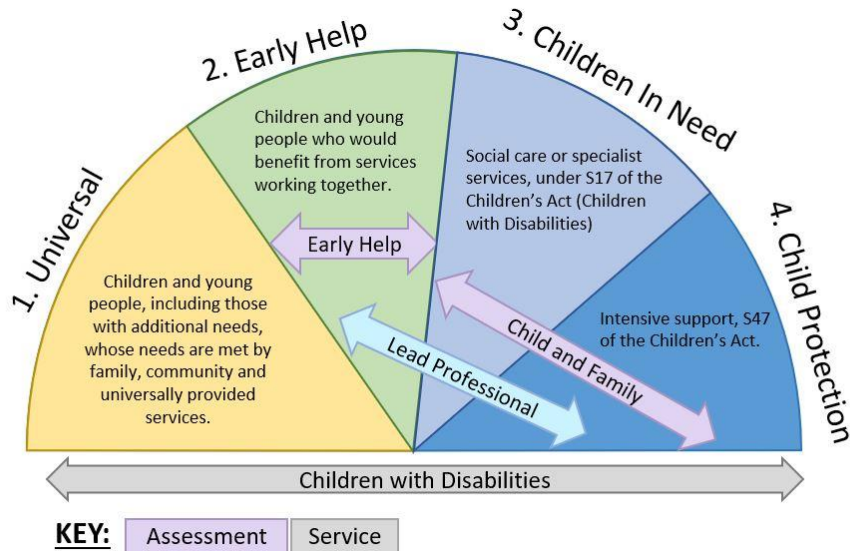 1. Universal
2. Early Help
3. Children In Need
4. Child Protection
Children and young
people, including those
with additional needs,
whose needs are met by
family, community and
universally provided
services.
Children and young
people who would
benefit from services
working together.
Early Help
Social care or specialist
services, under S17 of the
Children’s Act (Children
with Disabilities)
Intensive support, S47
of the Children’s Act.
Child and Family
Lead Professional
Children with Disabilities
KEY:
Assessment
Service